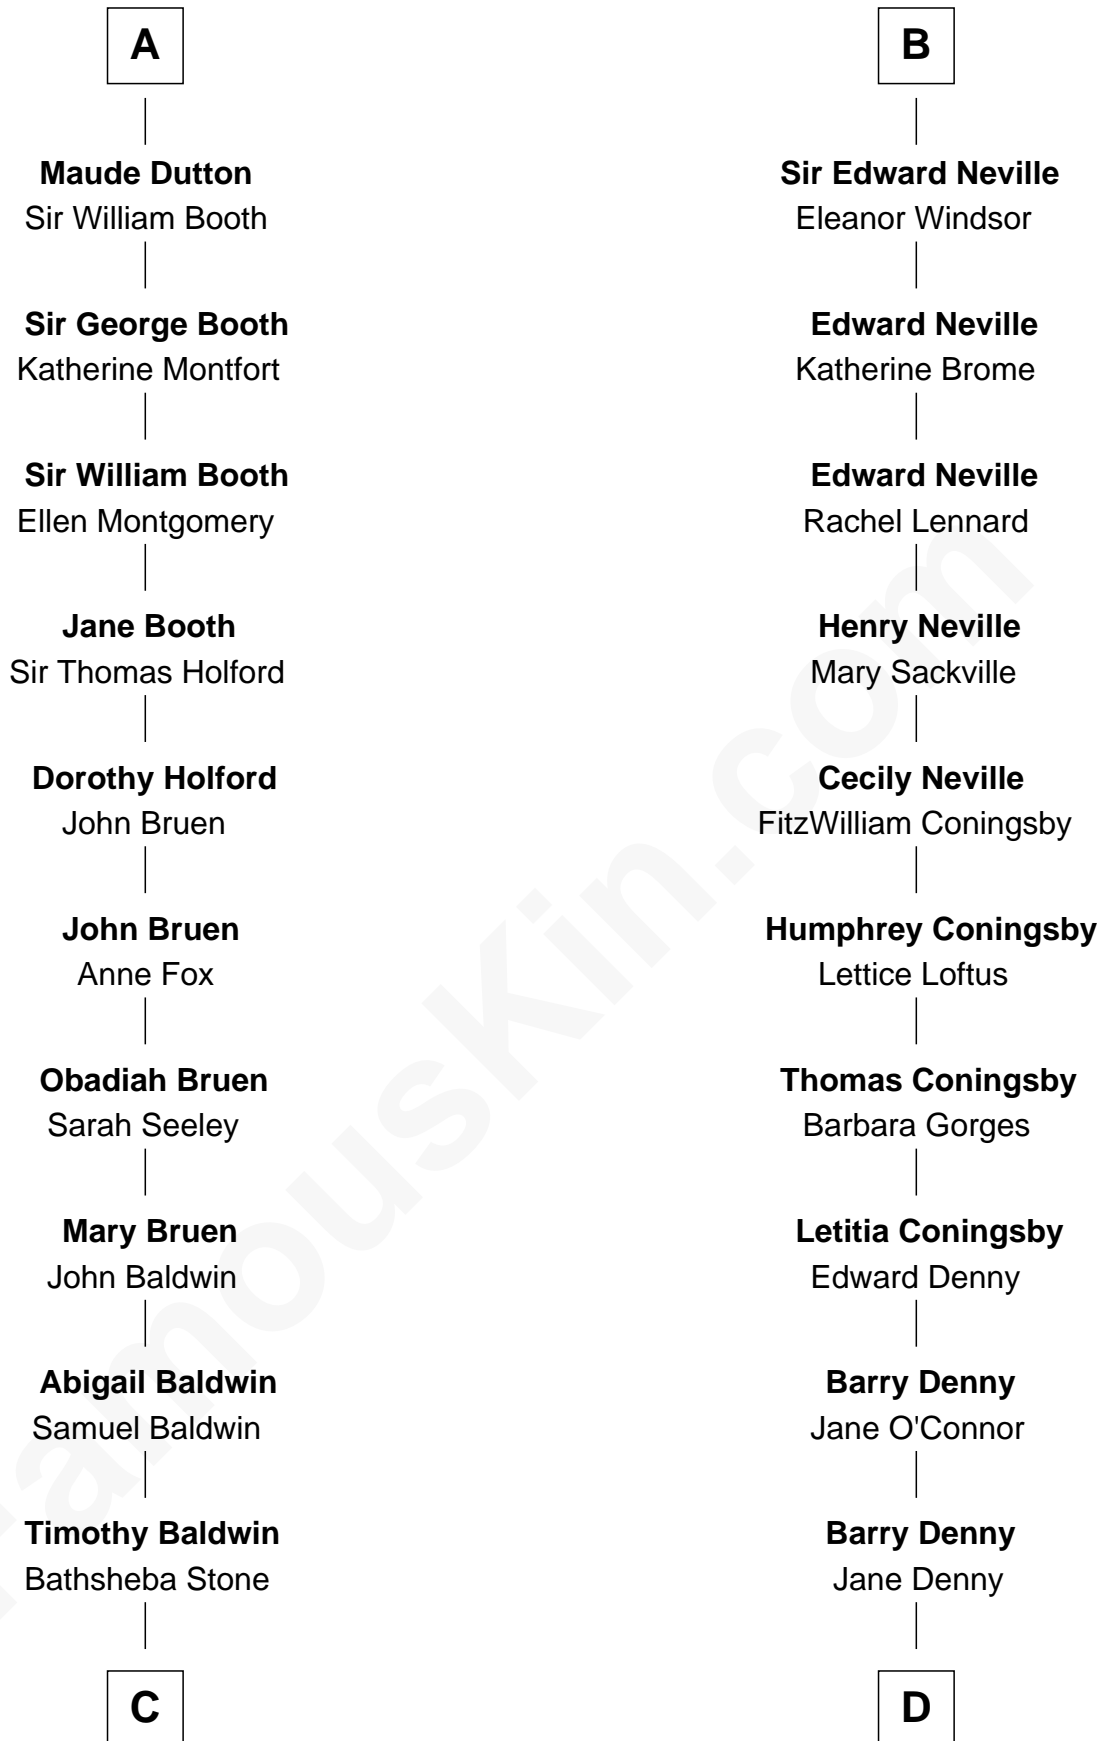 A
Maude Dutton
Sir William Booth
Sir George Booth
Katherine Montfort
Sir William Booth
Ellen Montgomery
Jane Booth
Sir Thomas Holford
Dorothy Holford
John Bruen
John Bruen
Anne Fox
Obadiah Bruen
Sarah Seeley
Mary Bruen
John Baldwin
Abigail Baldwin
Samuel Baldwin
Timothy Baldwin
Bathsheba Stone
C
B
Sir Edward Neville
Eleanor Windsor
Edward Neville
Katherine Brome
Edward Neville
Rachel Lennard
Henry Neville
Mary Sackville
Cecily Neville
FitzWilliam Coningsby
Humphrey Coningsby
Lettice Loftus
Thomas Coningsby
Barbara Gorges
Letitia Coningsby
Edward Denny
Barry Denny
Jane O'Connor
Barry Denny
Jane Denny
D
FamousKin.com